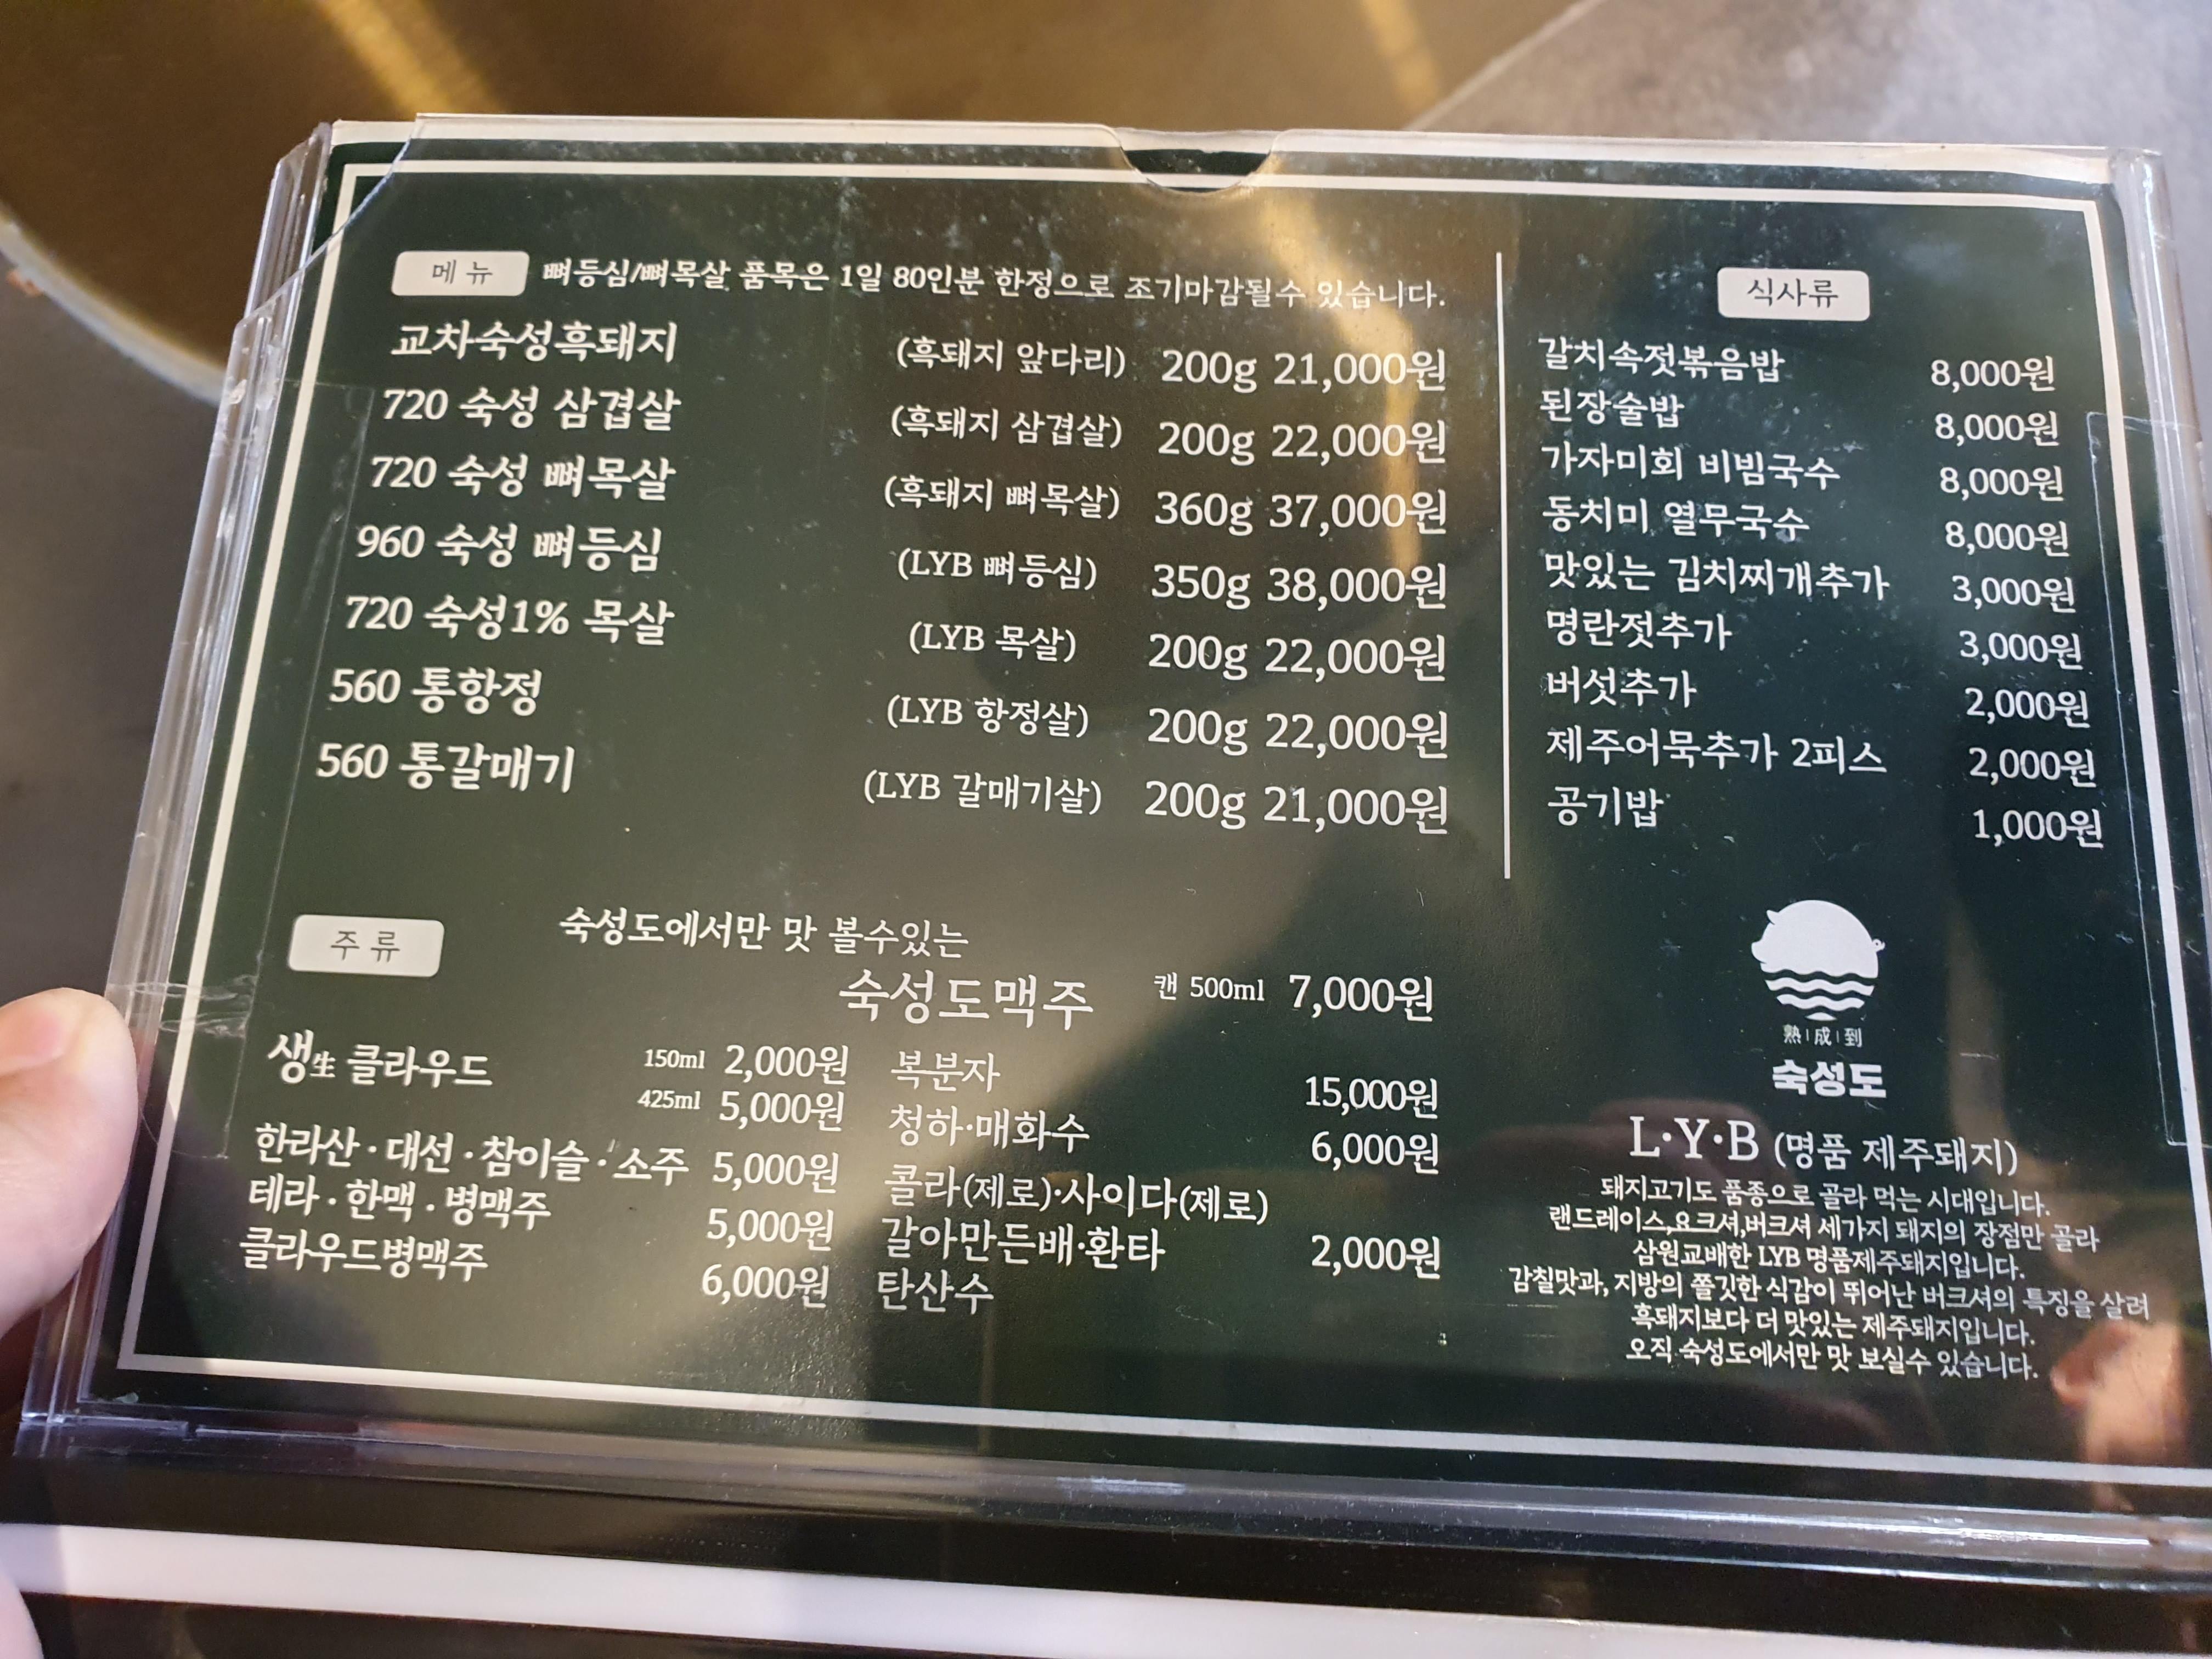 메 뉴 뼈등심/뼈목살 품목은 1일 80인분 한정으로 조기마감될수 있습니다.
교차숙성흑돼지 (흑돼지 앞다리) 200g 21,000원
720 숙성 삼겹살 (흑돼지 삼겹살) 200g 22,000원
720 숙성 뼈목살 (흑돼지 뼈목살) 360g 37,000원
960 숙성 뼈등심 (LYB 뼈등심) 350g 38,000원
720 숙성1% 목살 (LYB 목살) 200g 22,000원
560 통항정 (LYB 항정살) 200g 22,000원
560 통갈매기 (LYB 갈매기살) 200g 21,000원
식사류
갈치속젓볶음밥 8,000원
된장술밥 8,000원
가자미회 비빔국수 8,000원
동치미 열무국수 8,000원
맛있는 김치찌개추가 3,000원
명란젓추가 3,000원
버섯추가 2,000원
제주어묵추가 2피스 2,000원
공기밥 1,000원
주 류
숙성도에서만 맛 볼수있는
숙성도맥주 캔 500ml 7,000원
생生 클라우드 150ml 2,000원
425ml 5,000원
한라산 · 대선 · 참이슬 · 소주 5,000원
테라 · 한맥 · 병맥주 5,000원
클라우드병맥주 6,000원
복분자 15,000원
청하·매화수 6,000원
콜라(제로)·사이다(제로)
갈아만든배·환타 2,000원
탄산수
熟 | 成 | 到
숙성도
L·Y·B (명품 제주돼지)
돼지고기도 품종으로 골라 먹는 시대입니다.
랜드레이스,요크셔,버크셔 세가지 돼지의 장점만 골라
삼원교배한 LYB 명품제주돼지입니다.
감칠맛과, 지방의 쫄깃한 식감이 뛰어난 버크셔의 특징을 살려
흑돼지보다 더 맛있는 제주돼지입니다.
오직 숙성도에서만 맛 보실수 있습니다.